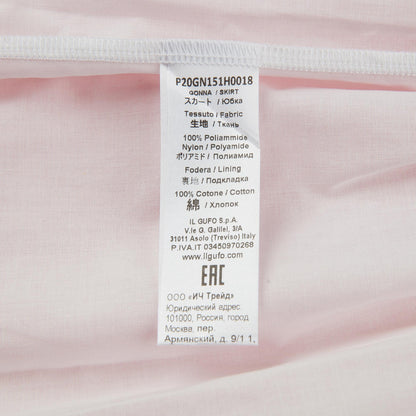 P20GN151H0018
GONNA / SKIRT
スカート / Юбка
Tessuto / Fabric
生地 / Ткань
100% Poliammide
Nylon / Polyamide
ポリアミド / Полиамид
Fodera / Lining
裏地 / Подкладка
100% Cotone / Cotton
綿 / Хлопок
IL GUFO S.p.A.
V.le G. Galilei, 3/A
31011 Asolo (Treviso) Italy
P.IVA.IT 03450970268
www.ilgufo.com
EAC
ООО «ИЧ Трейд»
Юридический адрес:
101000, Россия, город
Москва, пер.
Армянский, д. 9/1 1,